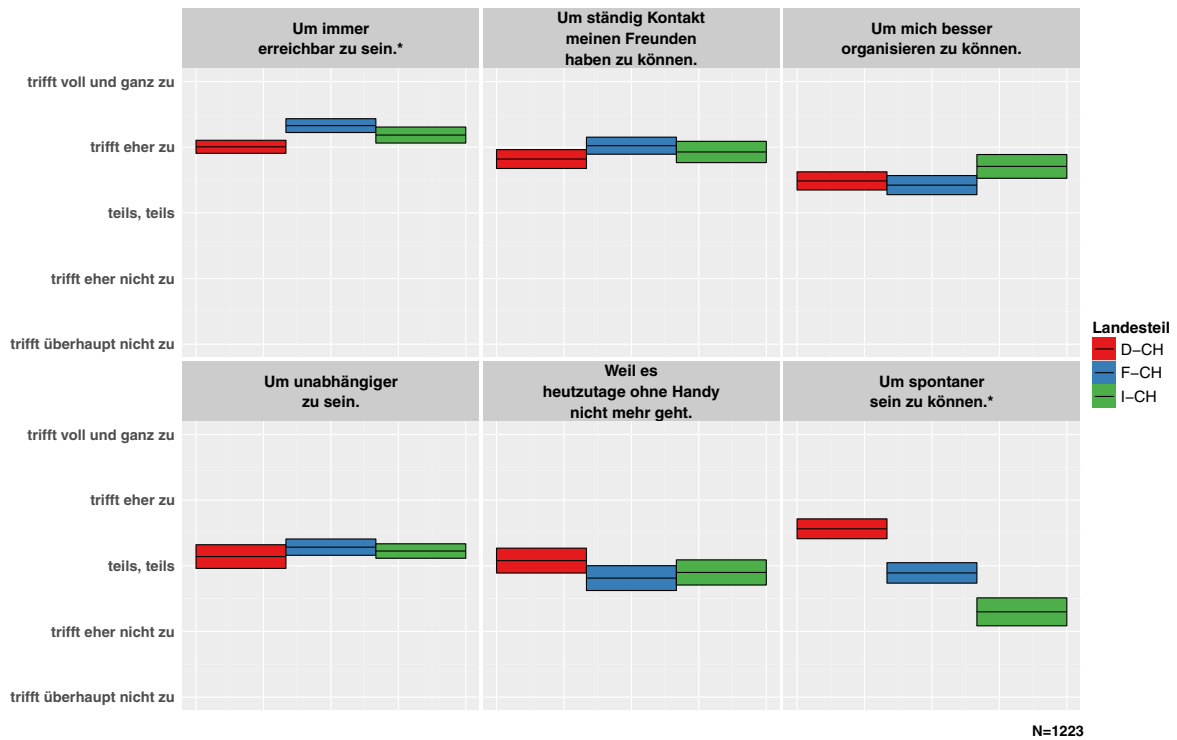 Um immer
erreichbar zu sein.*
Um ständig Kontakt
meinen Freunden
haben zu können.
Um mich besser
organisieren zu können.
trifft voll und ganz zu
trifft eher zu
teils, teils
trifft eher nicht zu
trifft überhaupt nicht zu
Um unabhängiger
zu sein.
Weil es
heutzutage ohne Handy
nicht mehr geht.
Um spontaner
sein zu können.*
trifft voll und ganz zu
trifft eher zu
teils, teils
trifft eher nicht zu
trifft überhaupt nicht zu
Landesteil
D−CH
F−CH
I−CH
N=1223